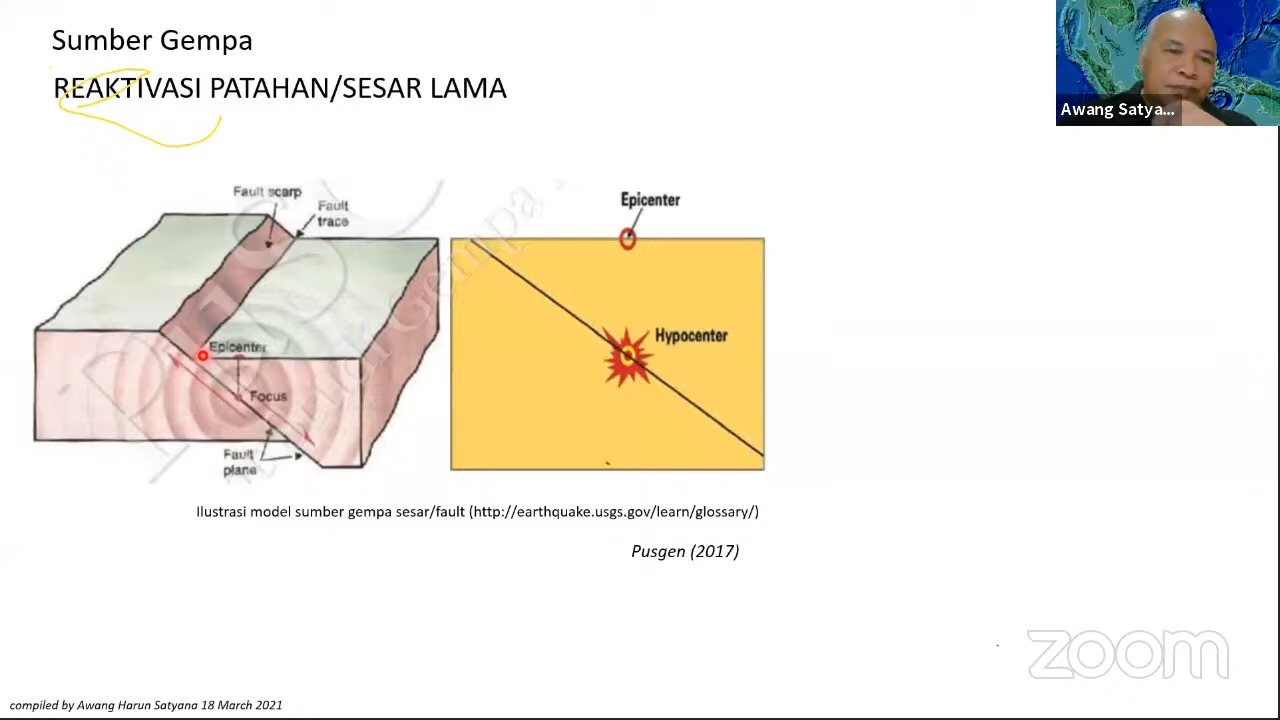 Sumber Gempa
REAKTIVASI PATAHAN/SESAR LAMA
Awang Satya...
Fault scarp
Fault
trace
Epicenter
Focus
Fault
plane
Epicenter
Hypocenter
Ilustrasi model sumber gempa sesar/fault (http://earthquake.usgs.gov/learn/glossary/)
Pusgen (2017)
zoom
compiled by Awang Harun Satyana 18 March 2021